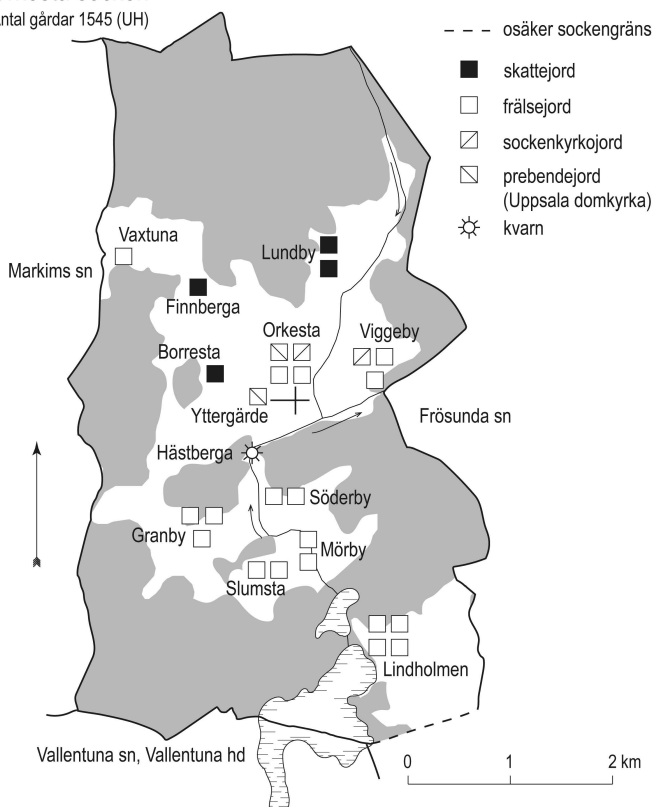 Antal gårdar 1545 (UH)
osäker sockengräns
skattejord
frälsejord
sockenkyrkojord
prebendejord
(Uppsala domkyrka)
kvarn
Vaxtuna
Lundby
Markims sn
Finnberga
Orkesta
Viggeby
Borresta
Yttergärde
Frösunda sn
Hästberga
Söderby
Granby
Mörby
Slumsta
Lindholmen
Vallentuna sn, Vallentuna hd
0 1 2 km